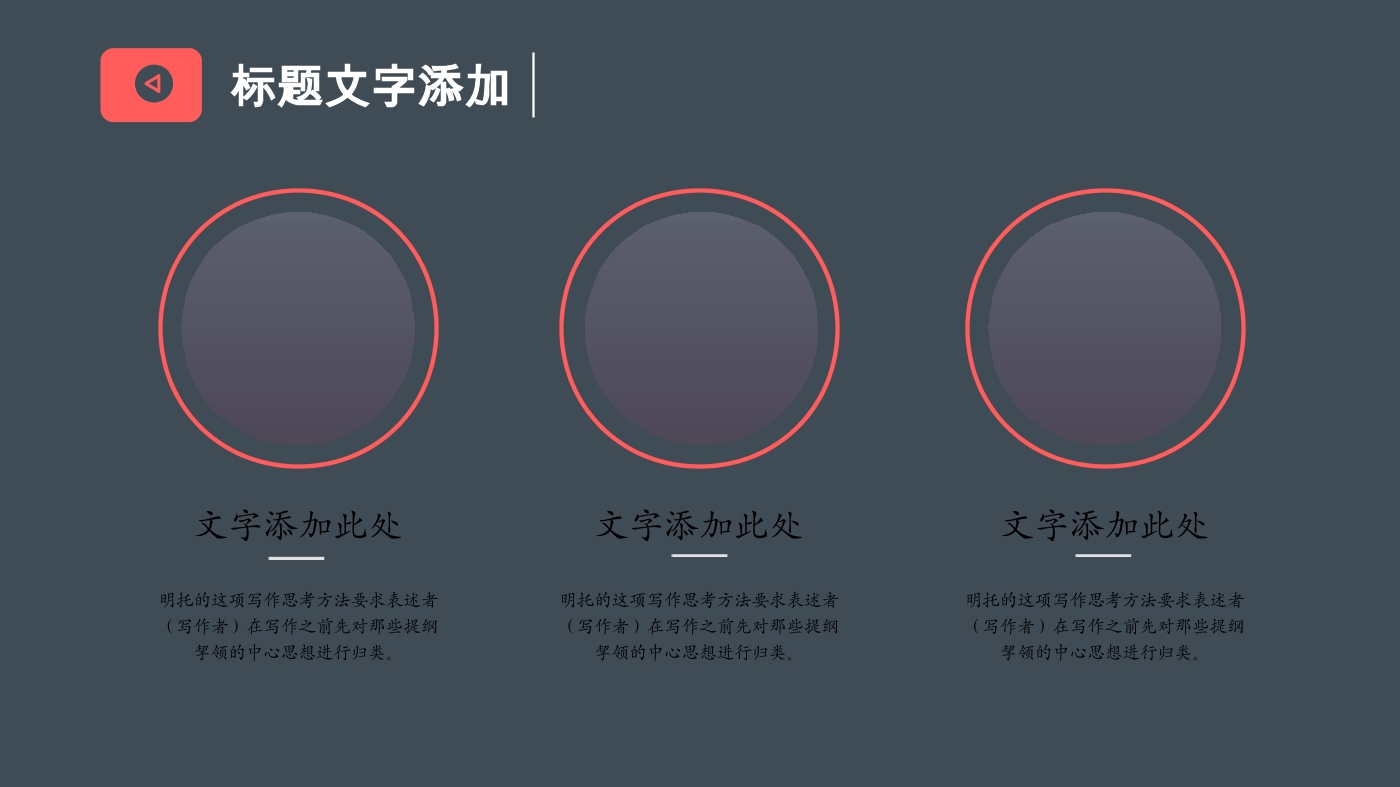 标题文字添加
文字添加此处
明托的这项写作思考方法要求表述者
（写作者）在写作之前先对那些提纲
挈领的中心思想进行归类。
文字添加此处
明托的这项写作思考方法要求表述者
（写作者）在写作之前先对那些提纲
挈领的中心思想进行归类。
文字添加此处
明托的这项写作思考方法要求表述者
（写作者）在写作之前先对那些提纲
挈领的中心思想进行归类。